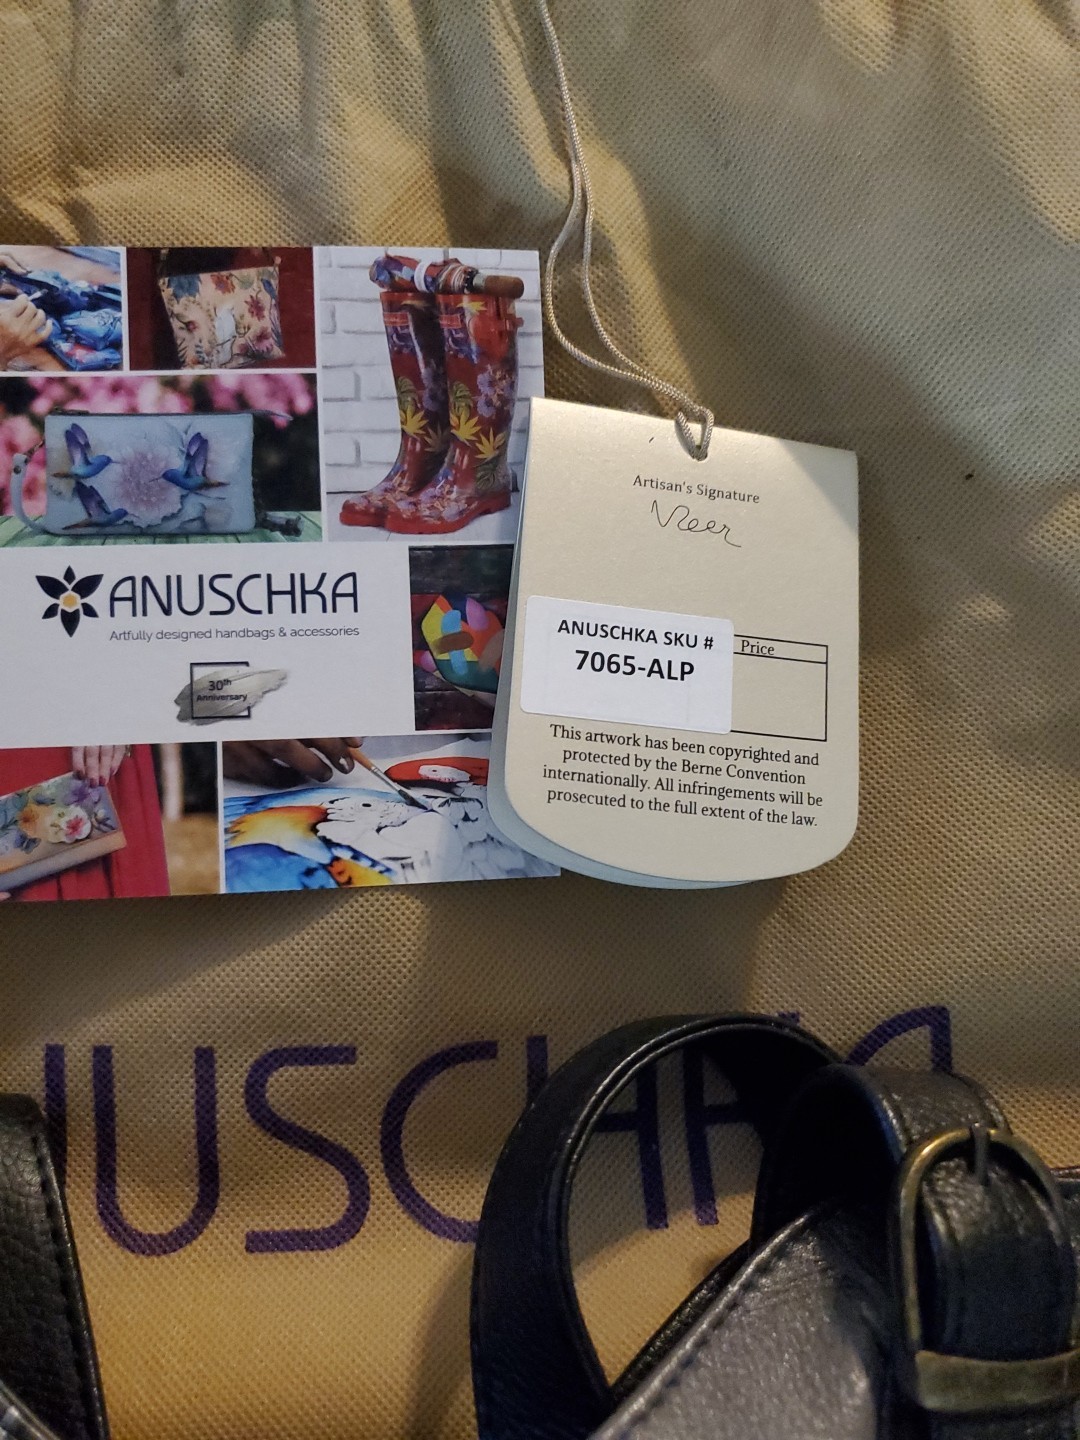 ANUSCHKA
Artfully designed handbags & accessories
30th
Anniversary
Artisan's Signature
Veer
ANUSCHKA SKU #
7065-ALP
Price
This artwork has been copyrighted and
protected by the Berne Convention
internationally. All infringements will be
prosecuted to the full extent of the law.
NUSCHKA